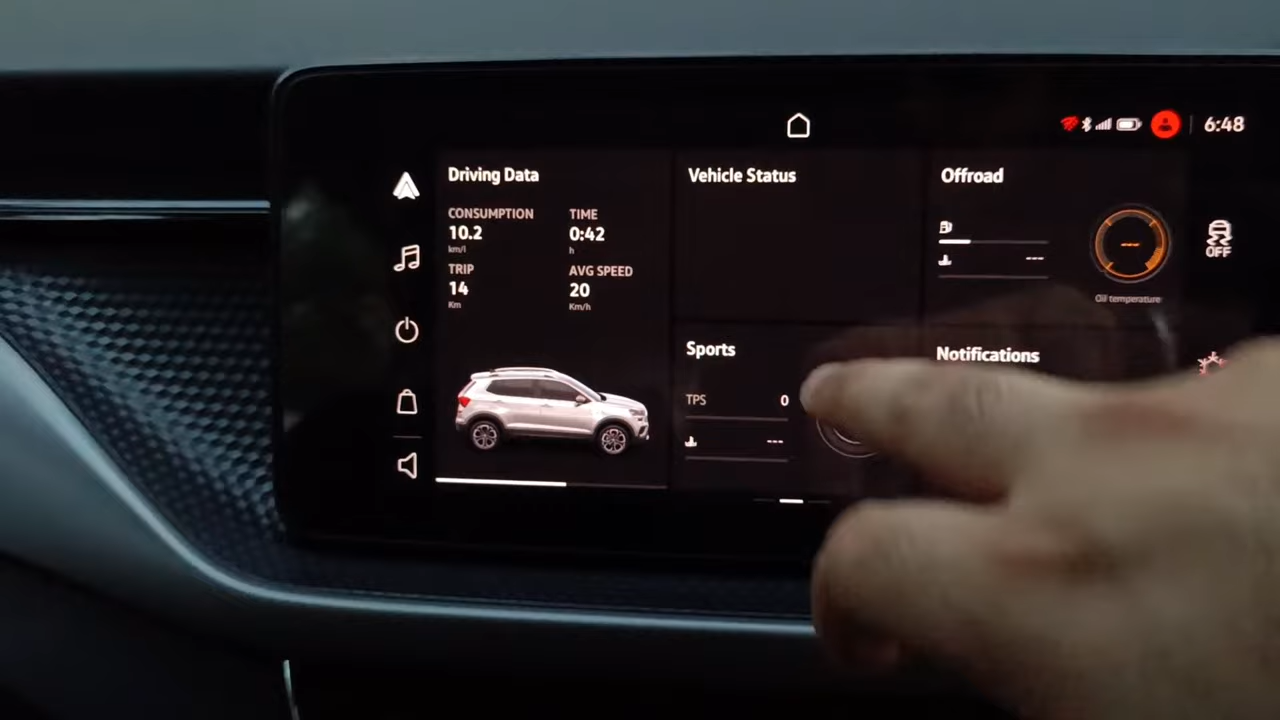 6:48
Driving Data
CONSUMPTION
10.2
km/l
TIME
0:42
h
TRIP
14
Km
AVG SPEED
20
Km/h
Vehicle Status
Offroad
---
---
Oil temperature
OFF
Sports
TPS
0
---
Notifications